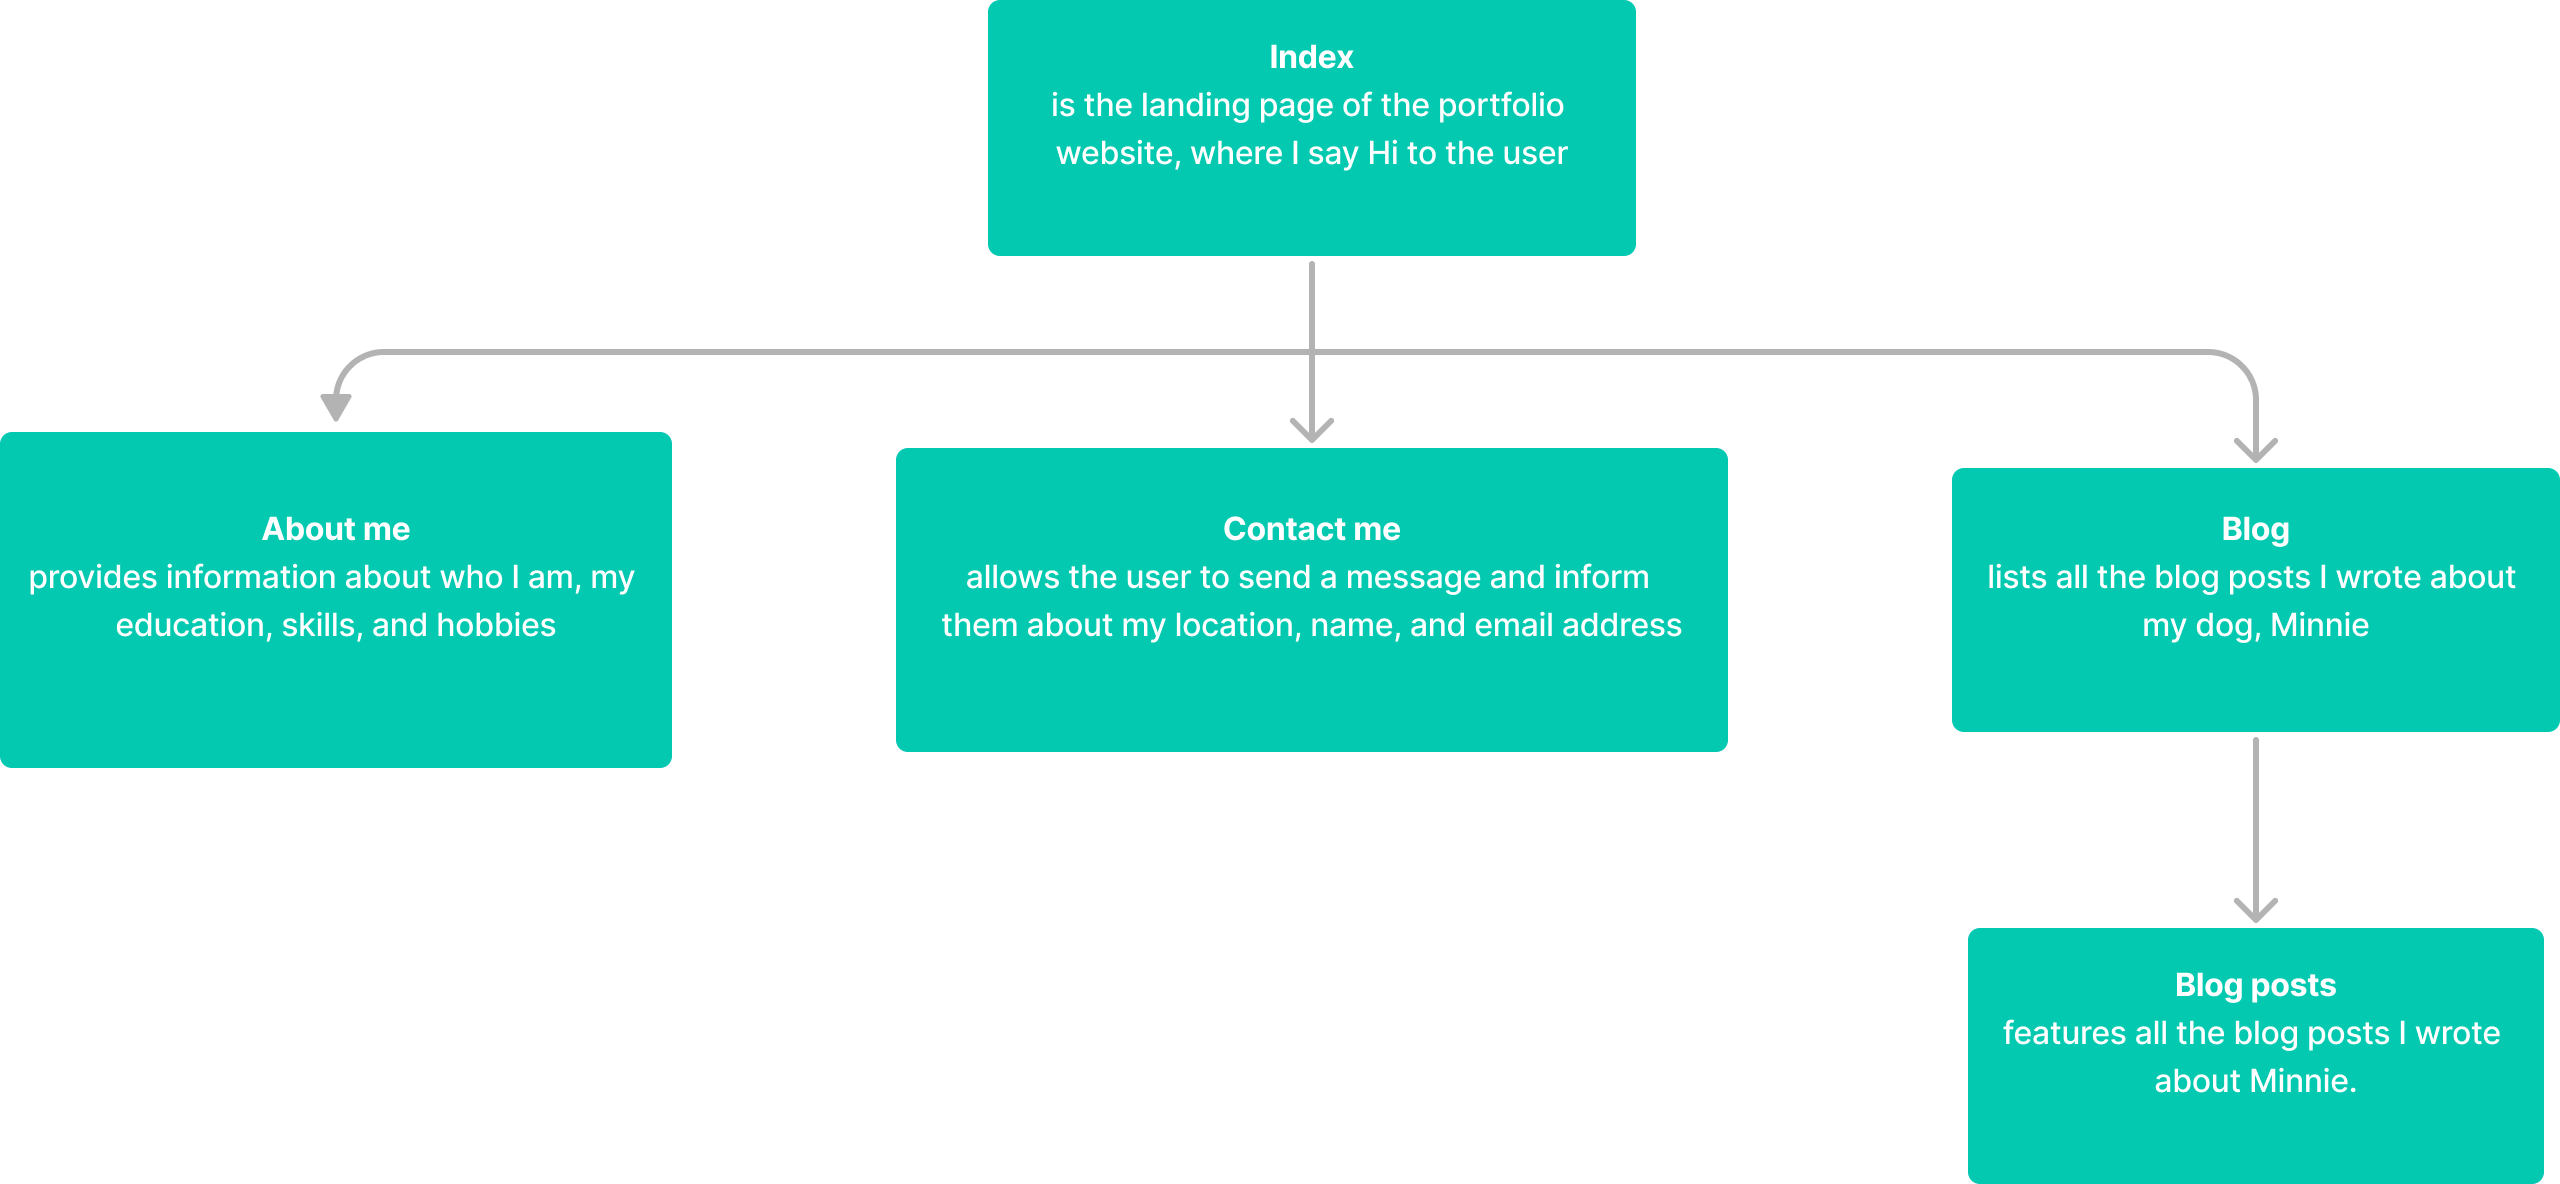 Index
is the landing page of the portfolio
website, where I say Hi to the user
About me
provides information about who I am, my
education, skills, and hobbies
Contact me
allows the user to send a message and inform
them about my location, name, and email address
Blog
lists all the blog posts I wrote about
my dog, Minnie
Blog posts
features all the blog posts I wrote
about Minnie.